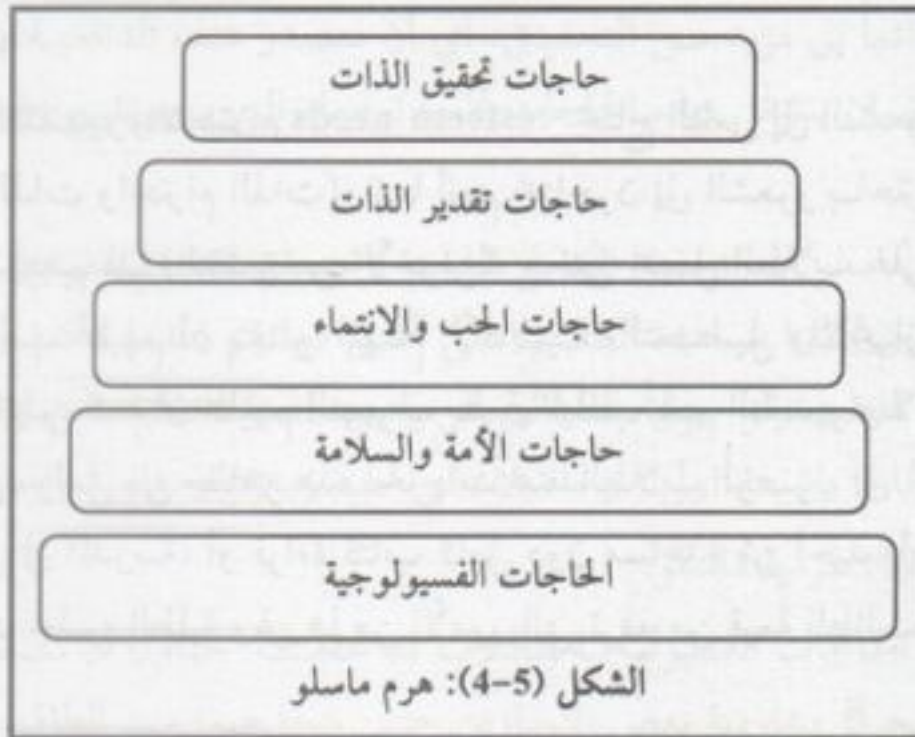 حاجات تحقيق الذات
حاجات تقدير الذات
حاجات الحب والانتماء
حاجات الأمة والسلامة
الحاجات الفسيولوجية
الشكل (5-4): هرم ماسلو